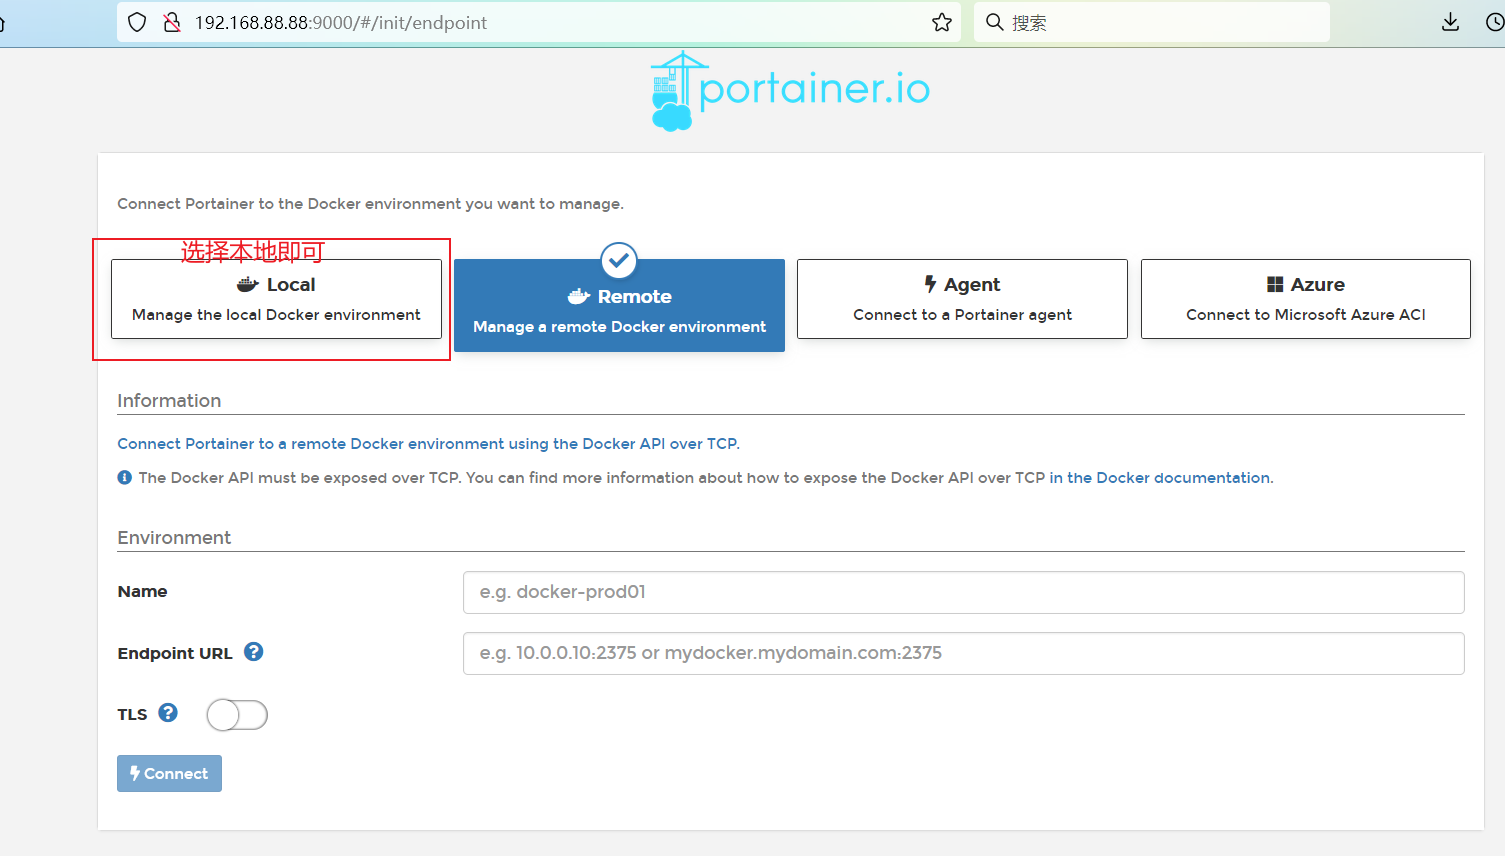 192.168.88.88:9000/#/init/endpoint
搜索
portainer.io
Connect Portainer to the Docker environment you want to manage.
选择本地即可
Local
Manage the local Docker environment
Remote
Manage a remote Docker environment
Agent
Connect to a Portainer agent
Azure
Connect to Microsoft Azure ACI
Information
Connect Portainer to a remote Docker environment using the Docker API over TCP.
The Docker API must be exposed over TCP. You can find more information about how to expose the Docker API over TCP in the Docker documentation.
Environment
Name
e.g. docker-prod01
Endpoint URL
e.g. 10.0.0.10:2375 or mydocker.mydomain.com:2375
TLS
Connect